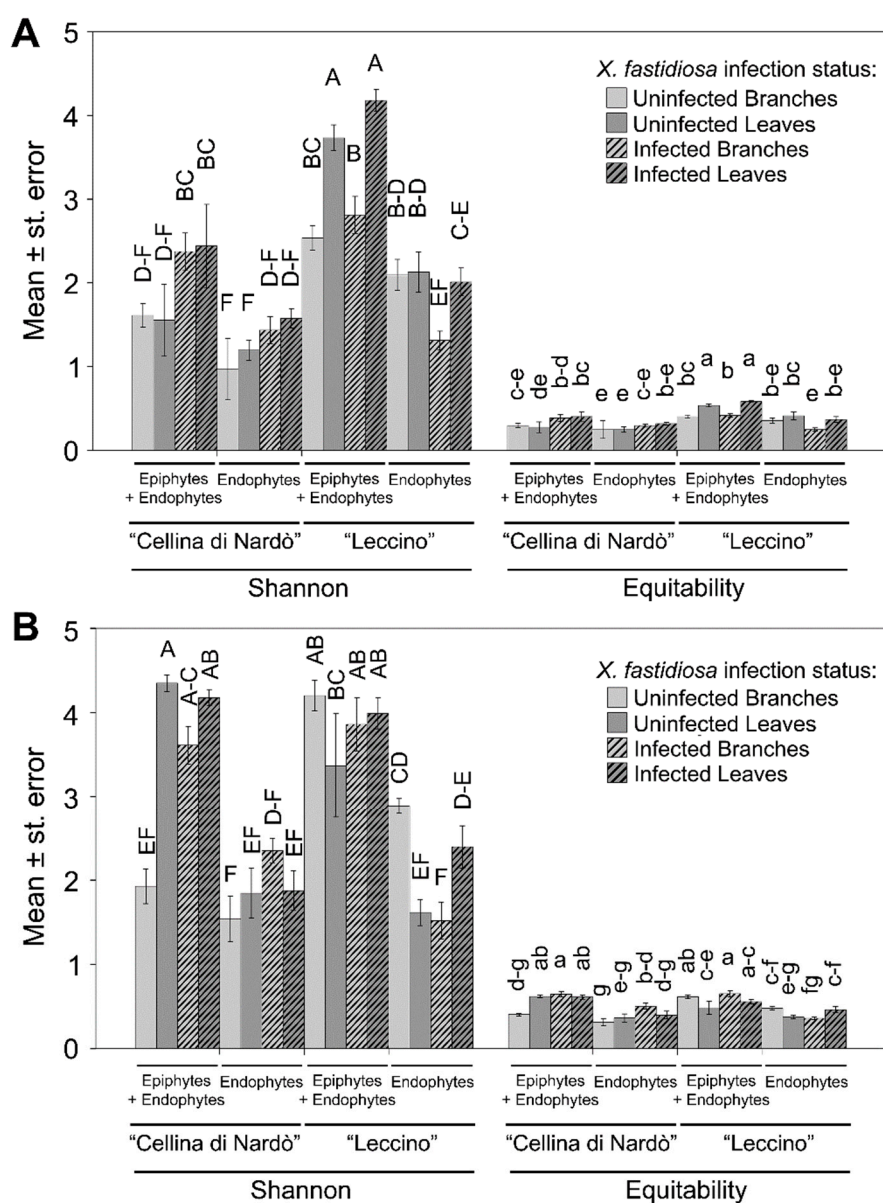 A
5
4
3
2
1
0
Mean ± st. error
X. fastidiosa infection status:
Uninfected Branches
Uninfected Leaves
Infected Branches
Infected Leaves
D-F
D-F
BC
BC
F
F
D-F
D-F
BC
A
B
A
B-D
B-D
EF
C-E
c-e
de
b-d
bc
e
e
c-e
b-e
bc
a
b
a
b-e
bc
e
b-e
Epiphytes Endophytes Epiphytes Endophytes Epiphytes Endophytes Epiphytes Endophytes
+ Endophytes + Endophytes + Endophytes + Endophytes
“Cellina di Nardò” “Leccino” “Cellina di Nardò” “Leccino”
Shannon Equitability
B
5
4
3
2
1
0
Mean ± st. error
X. fastidiosa infection status:
Uninfected Branches
Uninfected Leaves
Infected Branches
Infected Leaves
EF
A
A-C
AB
F
EF
D-F
EF
AB
BC
AB
AB
CD
EF
F
D-E
d-g
ab
a
ab
g
e-g
b-d
d-g
ab
c-e
a
a-c
c-f
e-g
fg
c-f
Epiphytes Endophytes Epiphytes Endophytes Epiphytes Endophytes Epiphytes Endophytes
+ Endophytes + Endophytes + Endophytes + Endophytes
“Cellina di Nardò” “Leccino” “Cellina di Nardò” “Leccino”
Shannon Equitability